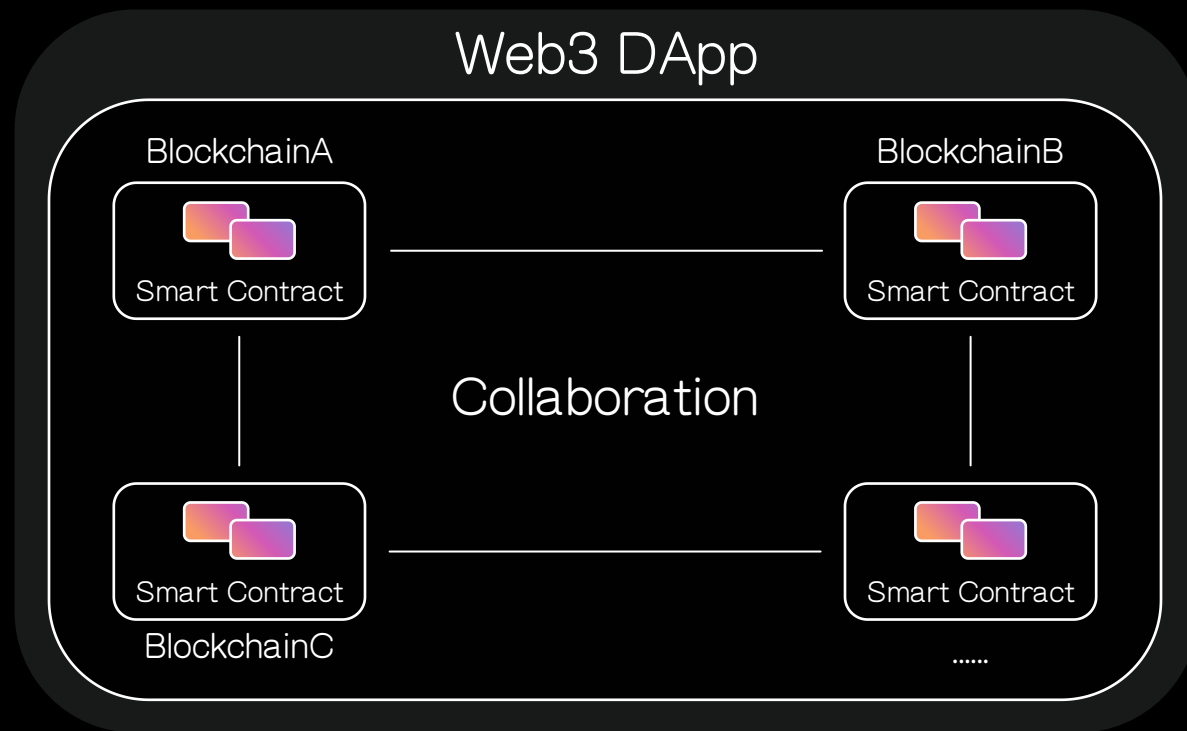 Web3 DApp
BlockchainA
BlockchainB
Smart Contract
Smart Contract
Collaboration
Smart Contract
Smart Contract
BlockchainC
......